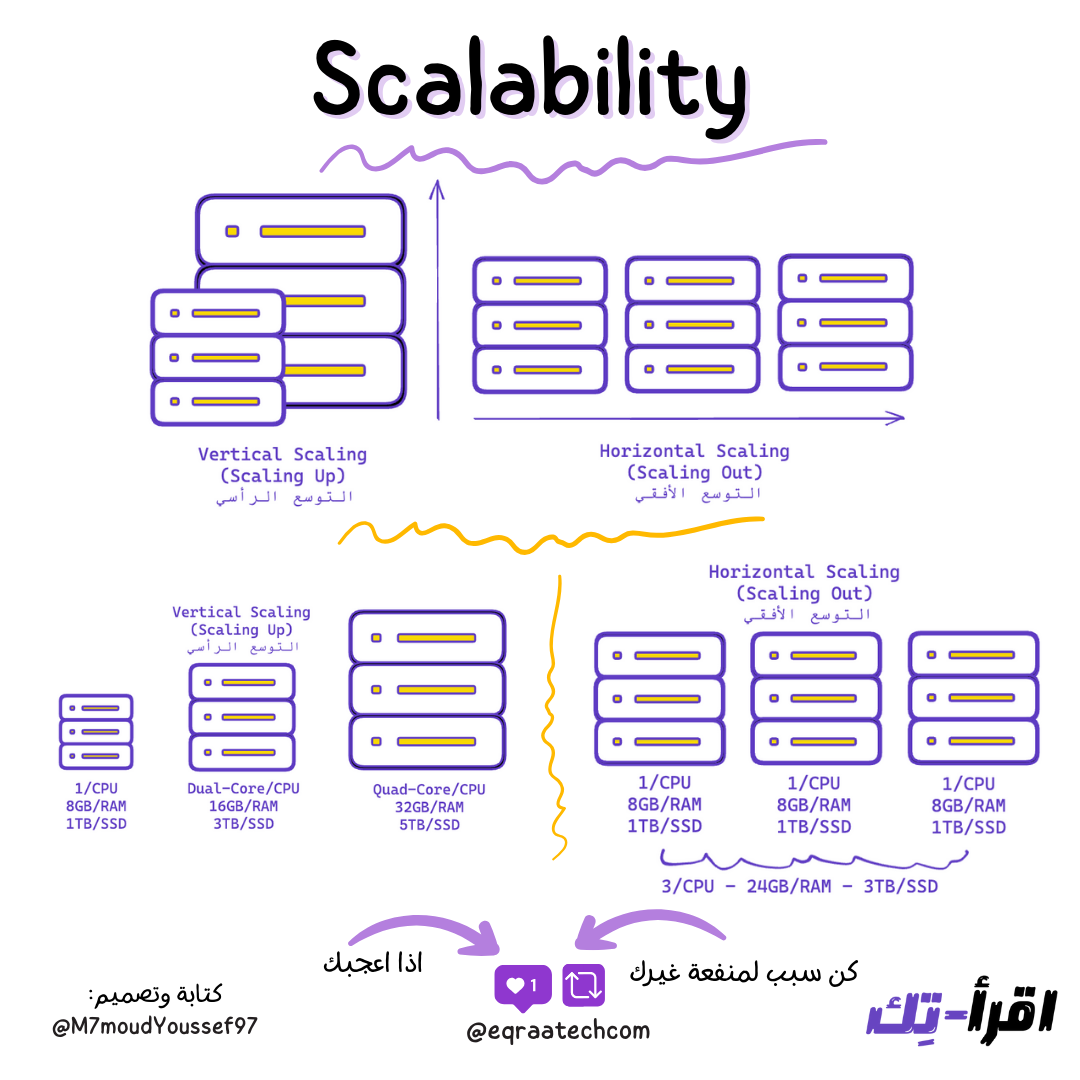 Scalability
Vertical Scaling
(Scaling Up)
التوسع الرأسي
Horizontal Scaling
(Scaling Out)
التوسع الأفقي
Vertical Scaling
(Scaling Up)
التوسع الرأسي
1/CPU
8GB/RAM
1TB/SSD
Dual-Core/CPU
16GB/RAM
3TB/SSD
Quad-Core/CPU
32GB/RAM
5TB/SSD
Horizontal Scaling
(Scaling Out)
التوسع الأفقي
1/CPU
8GB/RAM
1TB/SSD
1/CPU
8GB/RAM
1TB/SSD
1/CPU
8GB/RAM
1TB/SSD
3/CPU - 24GB/RAM - 3TB/SSD
اذا اعجبك
1
كن سبب لمنفعة غيرك
@eqraatechcom
كتابة وتصميم:
@M7moudYoussef97
اقرأ-تِك